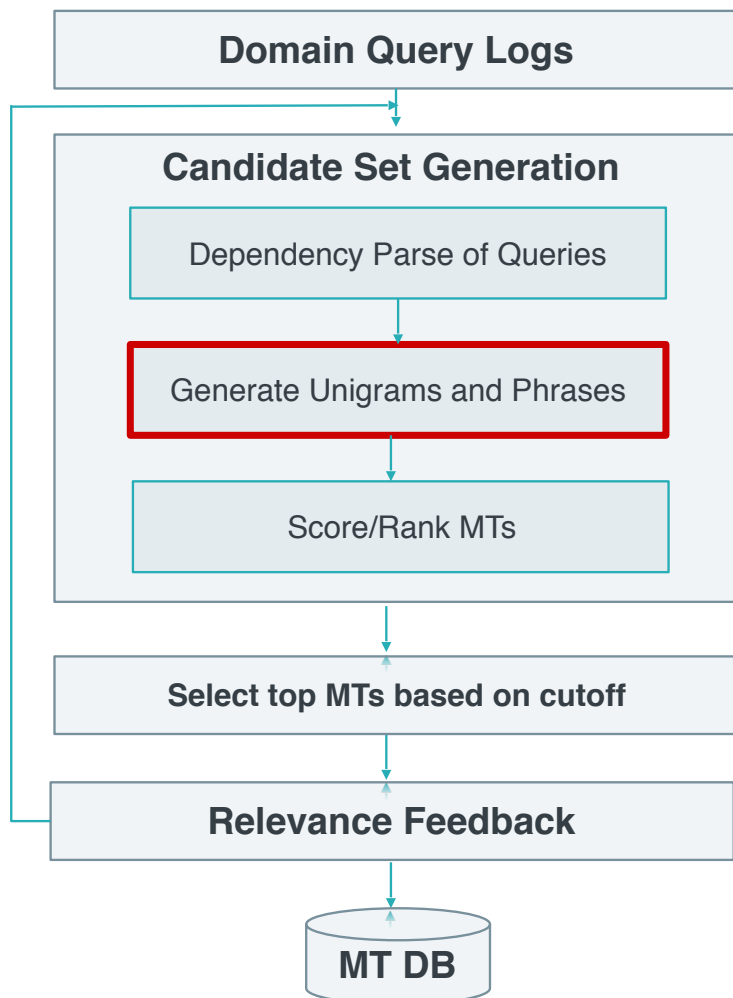 Domain Query Logs
Candidate Set Generation
Dependency Parse of Queries
Generate Unigrams and Phrases
Score/Rank MTs
Select top MTs based on cutoff
Relevance Feedback
MT DB